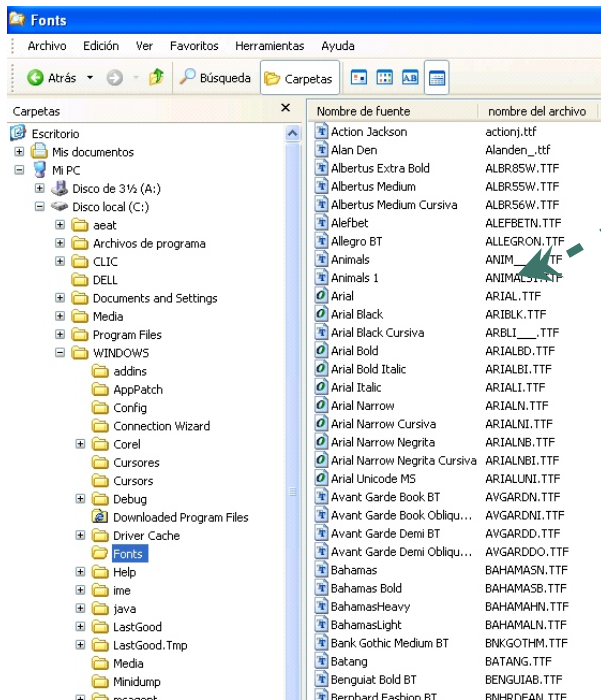 Fonts
Archivo Edición Ver Favoritos Herramientas Ayuda
Atrás Búsqueda Carpetas
Carpetas
Escritorio
Mis documentos
Mi PC
Disco de 3½ (A:)
Disco local (C:)
aeat
Archivos de programa
CLIC
DELL
Documents and Settings
Media
Program Files
WINDOWS
addins
AppPatch
Config
Connection Wizard
Corel
Cursores
Cursors
Debug
Downloaded Program Files
Driver Cache
Fonts
Help
ime
java
LastGood
LastGood.Tmp
Media
Minidump
msagent
Nombre de fuente nombre del archivo
Action Jackson actionj.ttf
Alan Den Alanden_.ttf
Albertus Extra Bold ALBR85W.TTF
Albertus Medium ALBR55W.TTF
Albertus Medium Cursiva ALBR56W.TTF
Alefbet ALEFBETN.TTF
Allegro BT ALLEGRON.TTF
Animals
Animals 1
Arial ARIAL.TTF
Arial Black ARIBLK.TTF
Arial Black Cursiva ARBLI___.TTF
Arial Bold ARIALBD.TTF
Arial Bold Italic ARIALBI.TTF
Arial Italic ARIALI.TTF
Arial Narrow ARIALN.TTF
Arial Narrow Cursiva ARIALNI.TTF
Arial Narrow Negrita ARIALNB.TTF
Arial Narrow Negrita Cursiva ARIALNBI.TTF
Arial Unicode MS ARIALUNI.TTF
Avant Garde Book BT AVGARDN.TTF
Avant Garde Book Obliqu... AVGARDNI.TTF
Avant Garde Demi BT AVGARDD.TTF
Avant Garde Demi Obliqu... AVGARDDO.TTF
Bahamas BAHAMASN.TTF
Bahamas Bold BAHAMASB.TTF
BahamasHeavy BAHAMAHN.TTF
BahamasLight BAHAMALN.TTF
Bank Gothic Medium BT BNKGOTHM.TTF
Batang BATANG.TTF
Benguiat Bold BT BENGUIAB.TTF
Bernhard Fashion BT BNHRDFAN.TTF